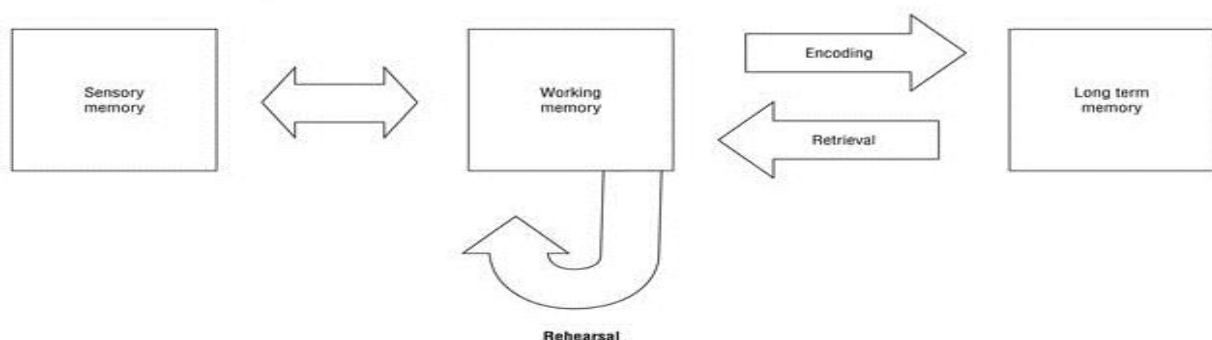 Sensory
memory
Working
memory
Encoding
Retrieval
Long term
memory
Rehearsal